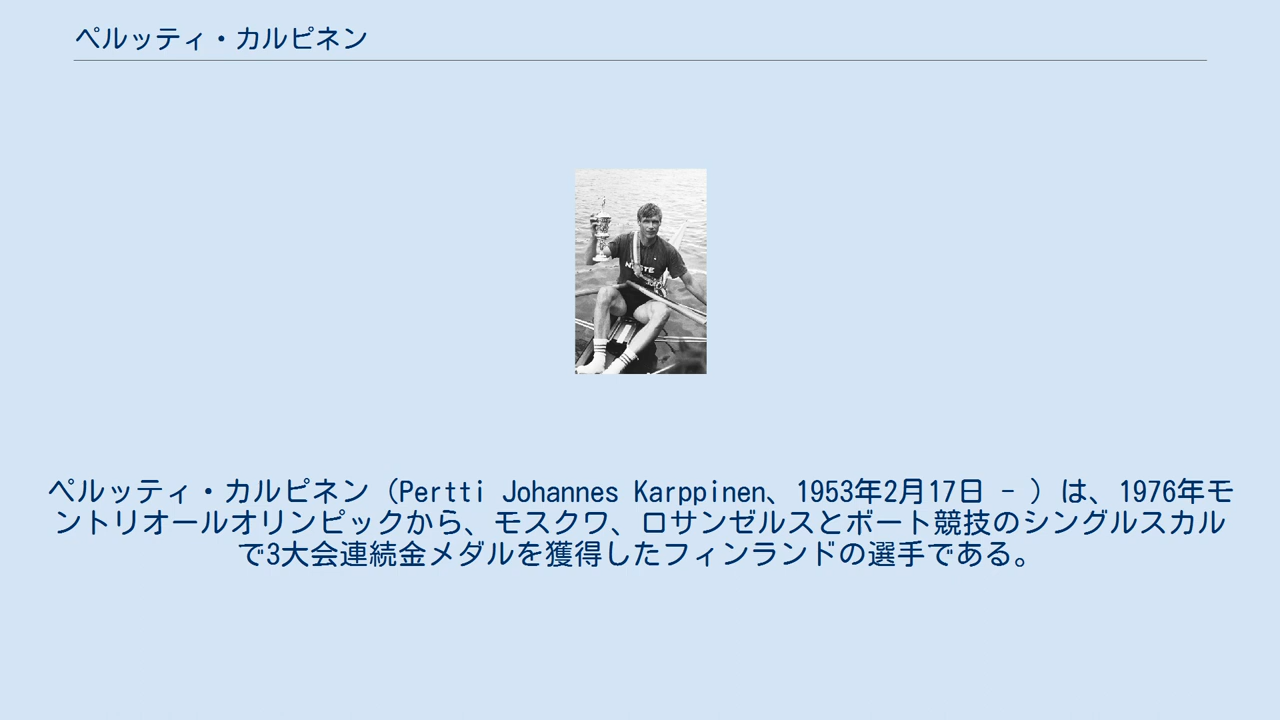 ペルッティ・カルピネン
ペルッティ・カルピネン（Pertti Johannes Karppinen、1953年2月17日 - ）は、1976年モ
ントリオールオリンピックから、モスクワ、ロサンゼルスとボート競技のシングルスカル
で3大会連続金メダルを獲得したフィンランドの選手である。